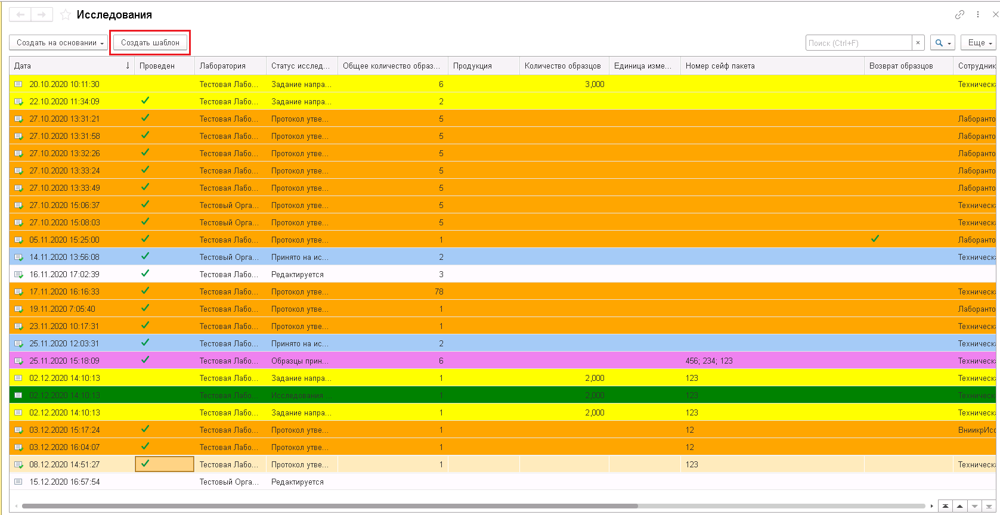 Исследования
Создать на основании Создать шаблон Поиск (Ctrl+F) × Еще
Дата ↓ Проведен Лаборатория Статус исслед... Общее количество образ... Продукция Количество образцов Единица изме... Номер сейф пакета Возврат образцов Сотрудник
20.10.2020 10:11:30 Тестовая Лабо... Задание напра... 6 3,000 Техническа
22.10.2020 11:34:09 Тестовая Лабо... Задание напра... 2
27.10.2020 13:31:21 Тестовая Лабо... Протокол утве... 5 Лаборанто
27.10.2020 13:31:58 Тестовая Лабо... Протокол утве... 5 Лаборанто
27.10.2020 13:32:26 Тестовая Лабо... Протокол утве... 5 Лаборанто
27.10.2020 13:33:24 Тестовая Лабо... Протокол утве... 5 Лаборанто
27.10.2020 13:33:49 Тестовая Лабо... Протокол утве... 5 Лаборанто
27.10.2020 15:06:37 Тестовый Орга... Протокол утве... 5 Техническа
27.10.2020 15:08:03 Тестовый Орга... Протокол утве... 5 Техническа
05.11.2020 15:25:00 Тестовая Лабо... Протокол утве... 1 Лаборанто
14.11.2020 13:56:08 Тестовый Орга... Принято на ис... 2 Техническа
16.11.2020 17:02:39 Тестовая Лабо... Редактируется 3
17.11.2020 16:16:33 Тестовая Лабо... Протокол утве... 78 Техническа
19.11.2020 7:05:40 Тестовая Лабо... Протокол утве... 1 Лаборанто
23.11.2020 10:17:31 Тестовая Лабо... Протокол утве... 1 Техническа
25.11.2020 12:03:31 Тестовая Лабо... Принято на ис... 2 Техническа
25.11.2020 15:18:09 Тестовая Лабо... Образцы прин... 6 456; 234; 123 Техническа
02.12.2020 14:10:13 Тестовая Лабо... Задание напра... 1 2,000 123 Техническа
02.12.2020 14:10:13 Тестовая Лабо... Исследования ... 1 2,000 123 Техническа
02.12.2020 14:10:13 Тестовая Лабо... Задание напра... 1 2,000 123 Техническа
03.12.2020 15:17:24 Тестовая Лабо... Протокол утве... 1 12 ВниикрИсс
03.12.2020 16:04:07 Тестовая Лабо... Протокол утве... 1 12
08.12.2020 14:51:27 Тестовая Лабо... Протокол утве... 1 123 Техническа
15.12.2020 16:57:54 Тестовый Орга... Редактируется